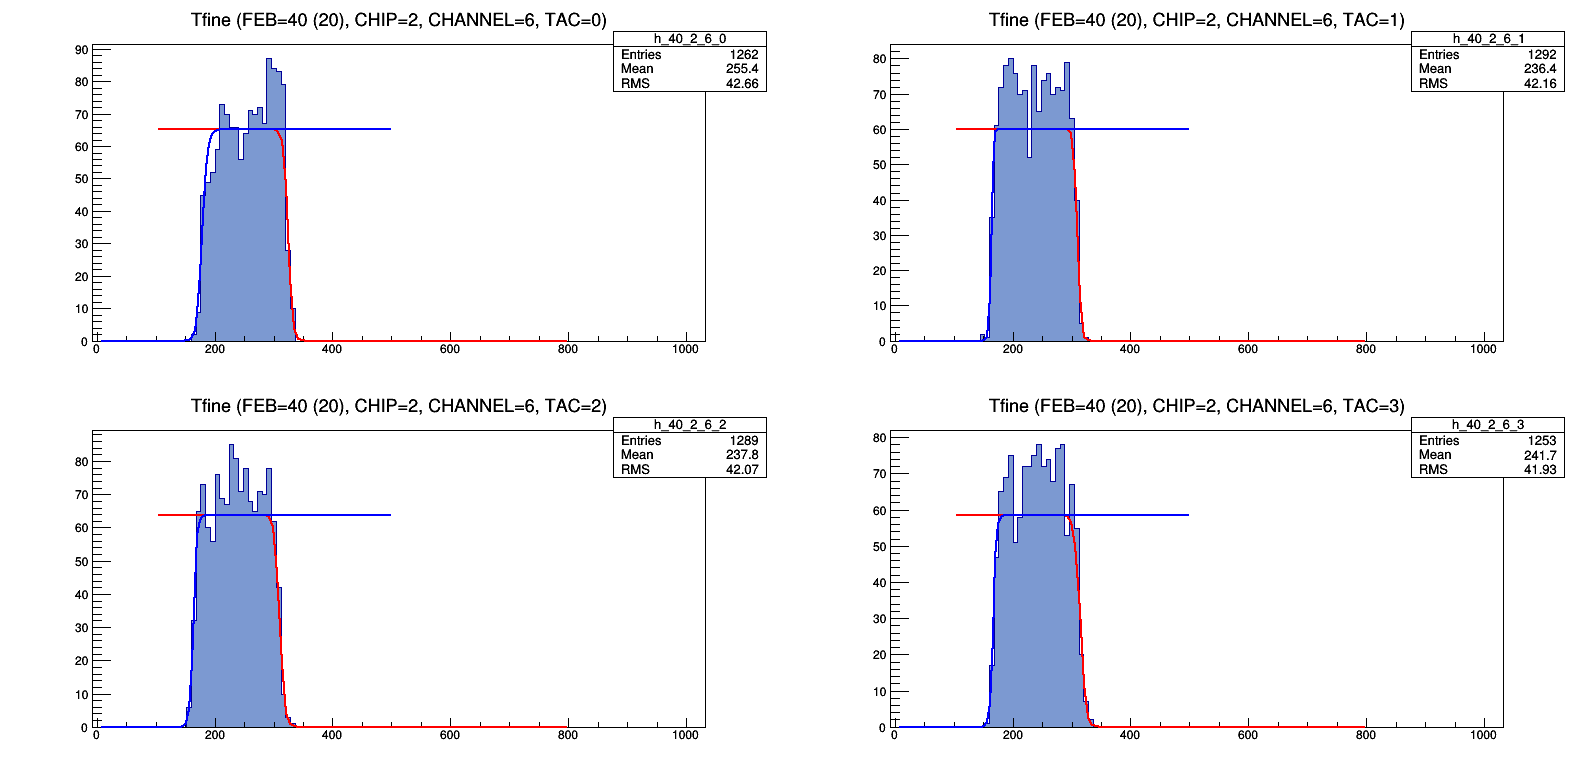 Tfine (FEB=40 (20), CHIP=2, CHANNEL=6, TAC=0)
h_40_2_6_0
Entries 1262
Mean 255.4
RMS 42.66
90
80
70
60
50
40
30
20
10
0
0 200 400 600 800 1000
Tfine (FEB=40 (20), CHIP=2, CHANNEL=6, TAC=1)
h_40_2_6_1
Entries 1292
Mean 236.4
RMS 42.16
80
70
60
50
40
30
20
10
0
0 200 400 600 800 1000
Tfine (FEB=40 (20), CHIP=2, CHANNEL=6, TAC=2)
h_40_2_6_2
Entries 1289
Mean 237.8
RMS 42.07
80
70
60
50
40
30
20
10
0
0 200 400 600 800 1000
Tfine (FEB=40 (20), CHIP=2, CHANNEL=6, TAC=3)
h_40_2_6_3
Entries 1253
Mean 241.7
RMS 41.93
80
70
60
50
40
30
20
10
0
0 200 400 600 800 1000